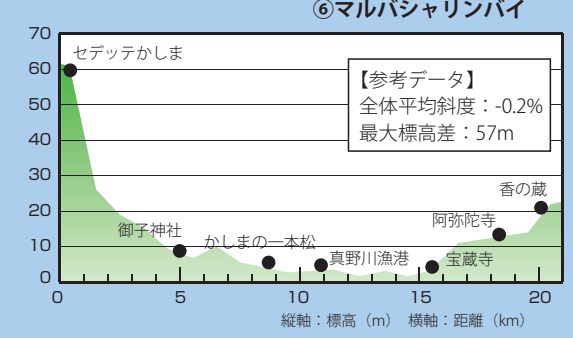 ⑥マルバシャリンバイ
70
セデッテかしま
60
【参考データ】
全体平均斜度：-0.2%
最大標高差：57m
50
40
30
香の蔵
20
阿弥陀寺
御子神社
かしまの一本松
10
真野川漁港
宝蔵寺
0
0 5 10 15 20
縦軸：標高（m） 横軸：距離（km）